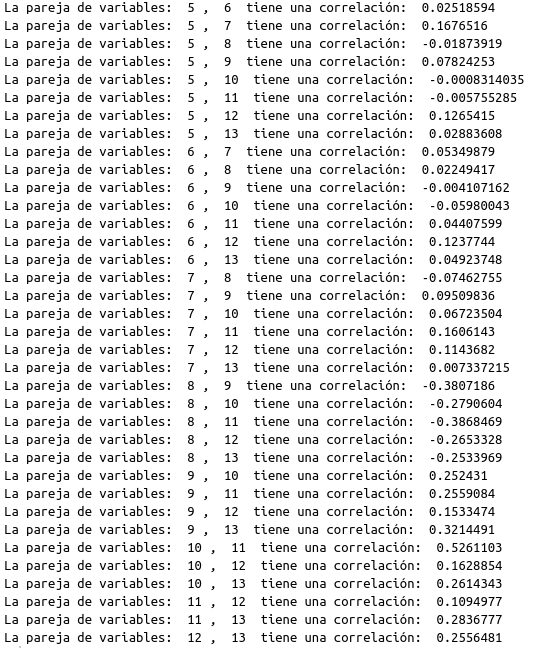 La pareja de variables:  5 ,  6  tiene una correlación:  0.02518594
La pareja de variables:  5 ,  7  tiene una correlación:  0.1676516
La pareja de variables:  5 ,  8  tiene una correlación:  -0.01873919
La pareja de variables:  5 ,  9  tiene una correlación:  0.07824253
La pareja de variables:  5 ,  10  tiene una correlación:  -0.0008314035
La pareja de variables:  5 ,  11  tiene una correlación:  -0.005755285
La pareja de variables:  5 ,  12  tiene una correlación:  0.1265415
La pareja de variables:  5 ,  13  tiene una correlación:  0.02883608
La pareja de variables:  6 ,  7  tiene una correlación:  0.05349879
La pareja de variables:  6 ,  8  tiene una correlación:  0.02249417
La pareja de variables:  6 ,  9  tiene una correlación:  -0.004107162
La pareja de variables:  6 ,  10  tiene una correlación:  -0.05980043
La pareja de variables:  6 ,  11  tiene una correlación:  0.04407599
La pareja de variables:  6 ,  12  tiene una correlación:  0.1237744
La pareja de variables:  6 ,  13  tiene una correlación:  0.04923748
La pareja de variables:  7 ,  8  tiene una correlación:  -0.07462755
La pareja de variables:  7 ,  9  tiene una correlación:  0.09509836
La pareja de variables:  7 ,  10  tiene una correlación:  0.06723504
La pareja de variables:  7 ,  11  tiene una correlación:  0.1606143
La pareja de variables:  7 ,  12  tiene una correlación:  0.1143682
La pareja de variables:  7 ,  13  tiene una correlación:  0.007337215
La pareja de variables:  8 ,  9  tiene una correlación:  -0.3807186
La pareja de variables:  8 ,  10  tiene una correlación:  -0.2790604
La pareja de variables:  8 ,  11  tiene una correlación:  -0.3868469
La pareja de variables:  8 ,  12  tiene una correlación:  -0.2653328
La pareja de variables:  8 ,  13  tiene una correlación:  -0.2533969
La pareja de variables:  9 ,  10  tiene una correlación:  0.252431
La pareja de variables:  9 ,  11  tiene una correlación:  0.2559084
La pareja de variables:  9 ,  12  tiene una correlación:  0.1533474
La pareja de variables:  9 ,  13  tiene una correlación:  0.3214491
La pareja de variables:  10 ,  11  tiene una correlación:  0.5261103
La pareja de variables:  10 ,  12  tiene una correlación:  0.1628854
La pareja de variables:  10 ,  13  tiene una correlación:  0.2614343
La pareja de variables:  11 ,  12  tiene una correlación:  0.1094977
La pareja de variables:  11 ,  13  tiene una correlación:  0.2836777
La pareja de variables:  12 ,  13  tiene una correlación:  0.2556481